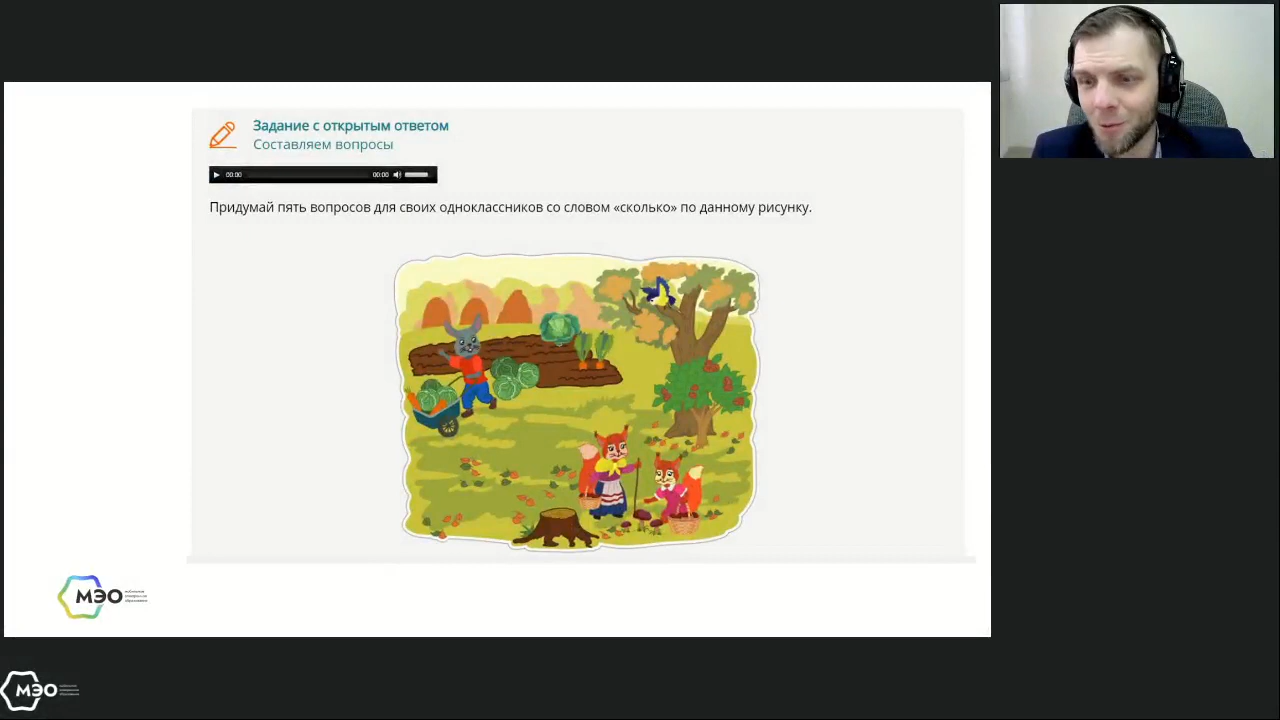 Задание с открытым ответом
Составляем вопросы
00:00 00:00
Придумай пять вопросов для своих одноклассников со словом «сколько» по данному рисунку.
МЭО
МЭО